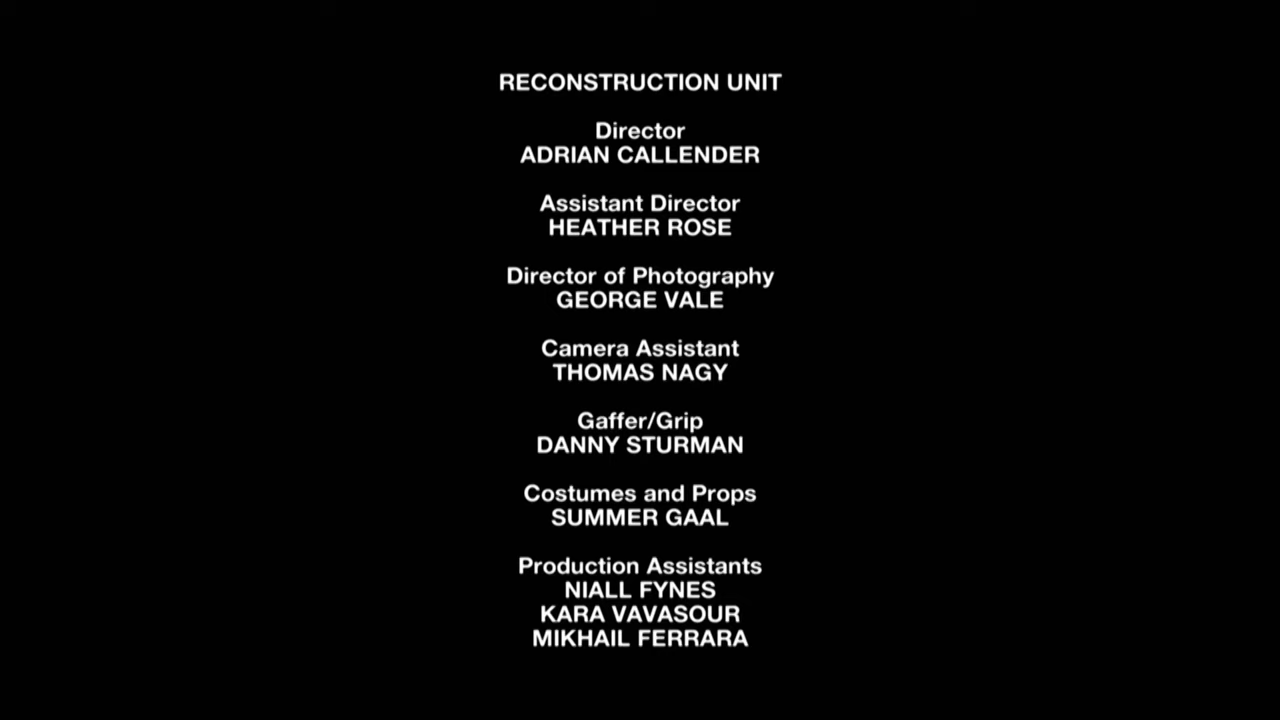 RECONSTRUCTION UNIT
Director
ADRIAN CALLENDER
Assistant Director
HEATHER ROSE
Director of Photography
GEORGE VALE
Camera Assistant
THOMAS NAGY
Gaffer/Grip
DANNY STURMAN
Costumes and Props
SUMMER GAAL
Production Assistants
NIALL FYNES
KARA VAVASOUR
MIKHAIL FERRARA